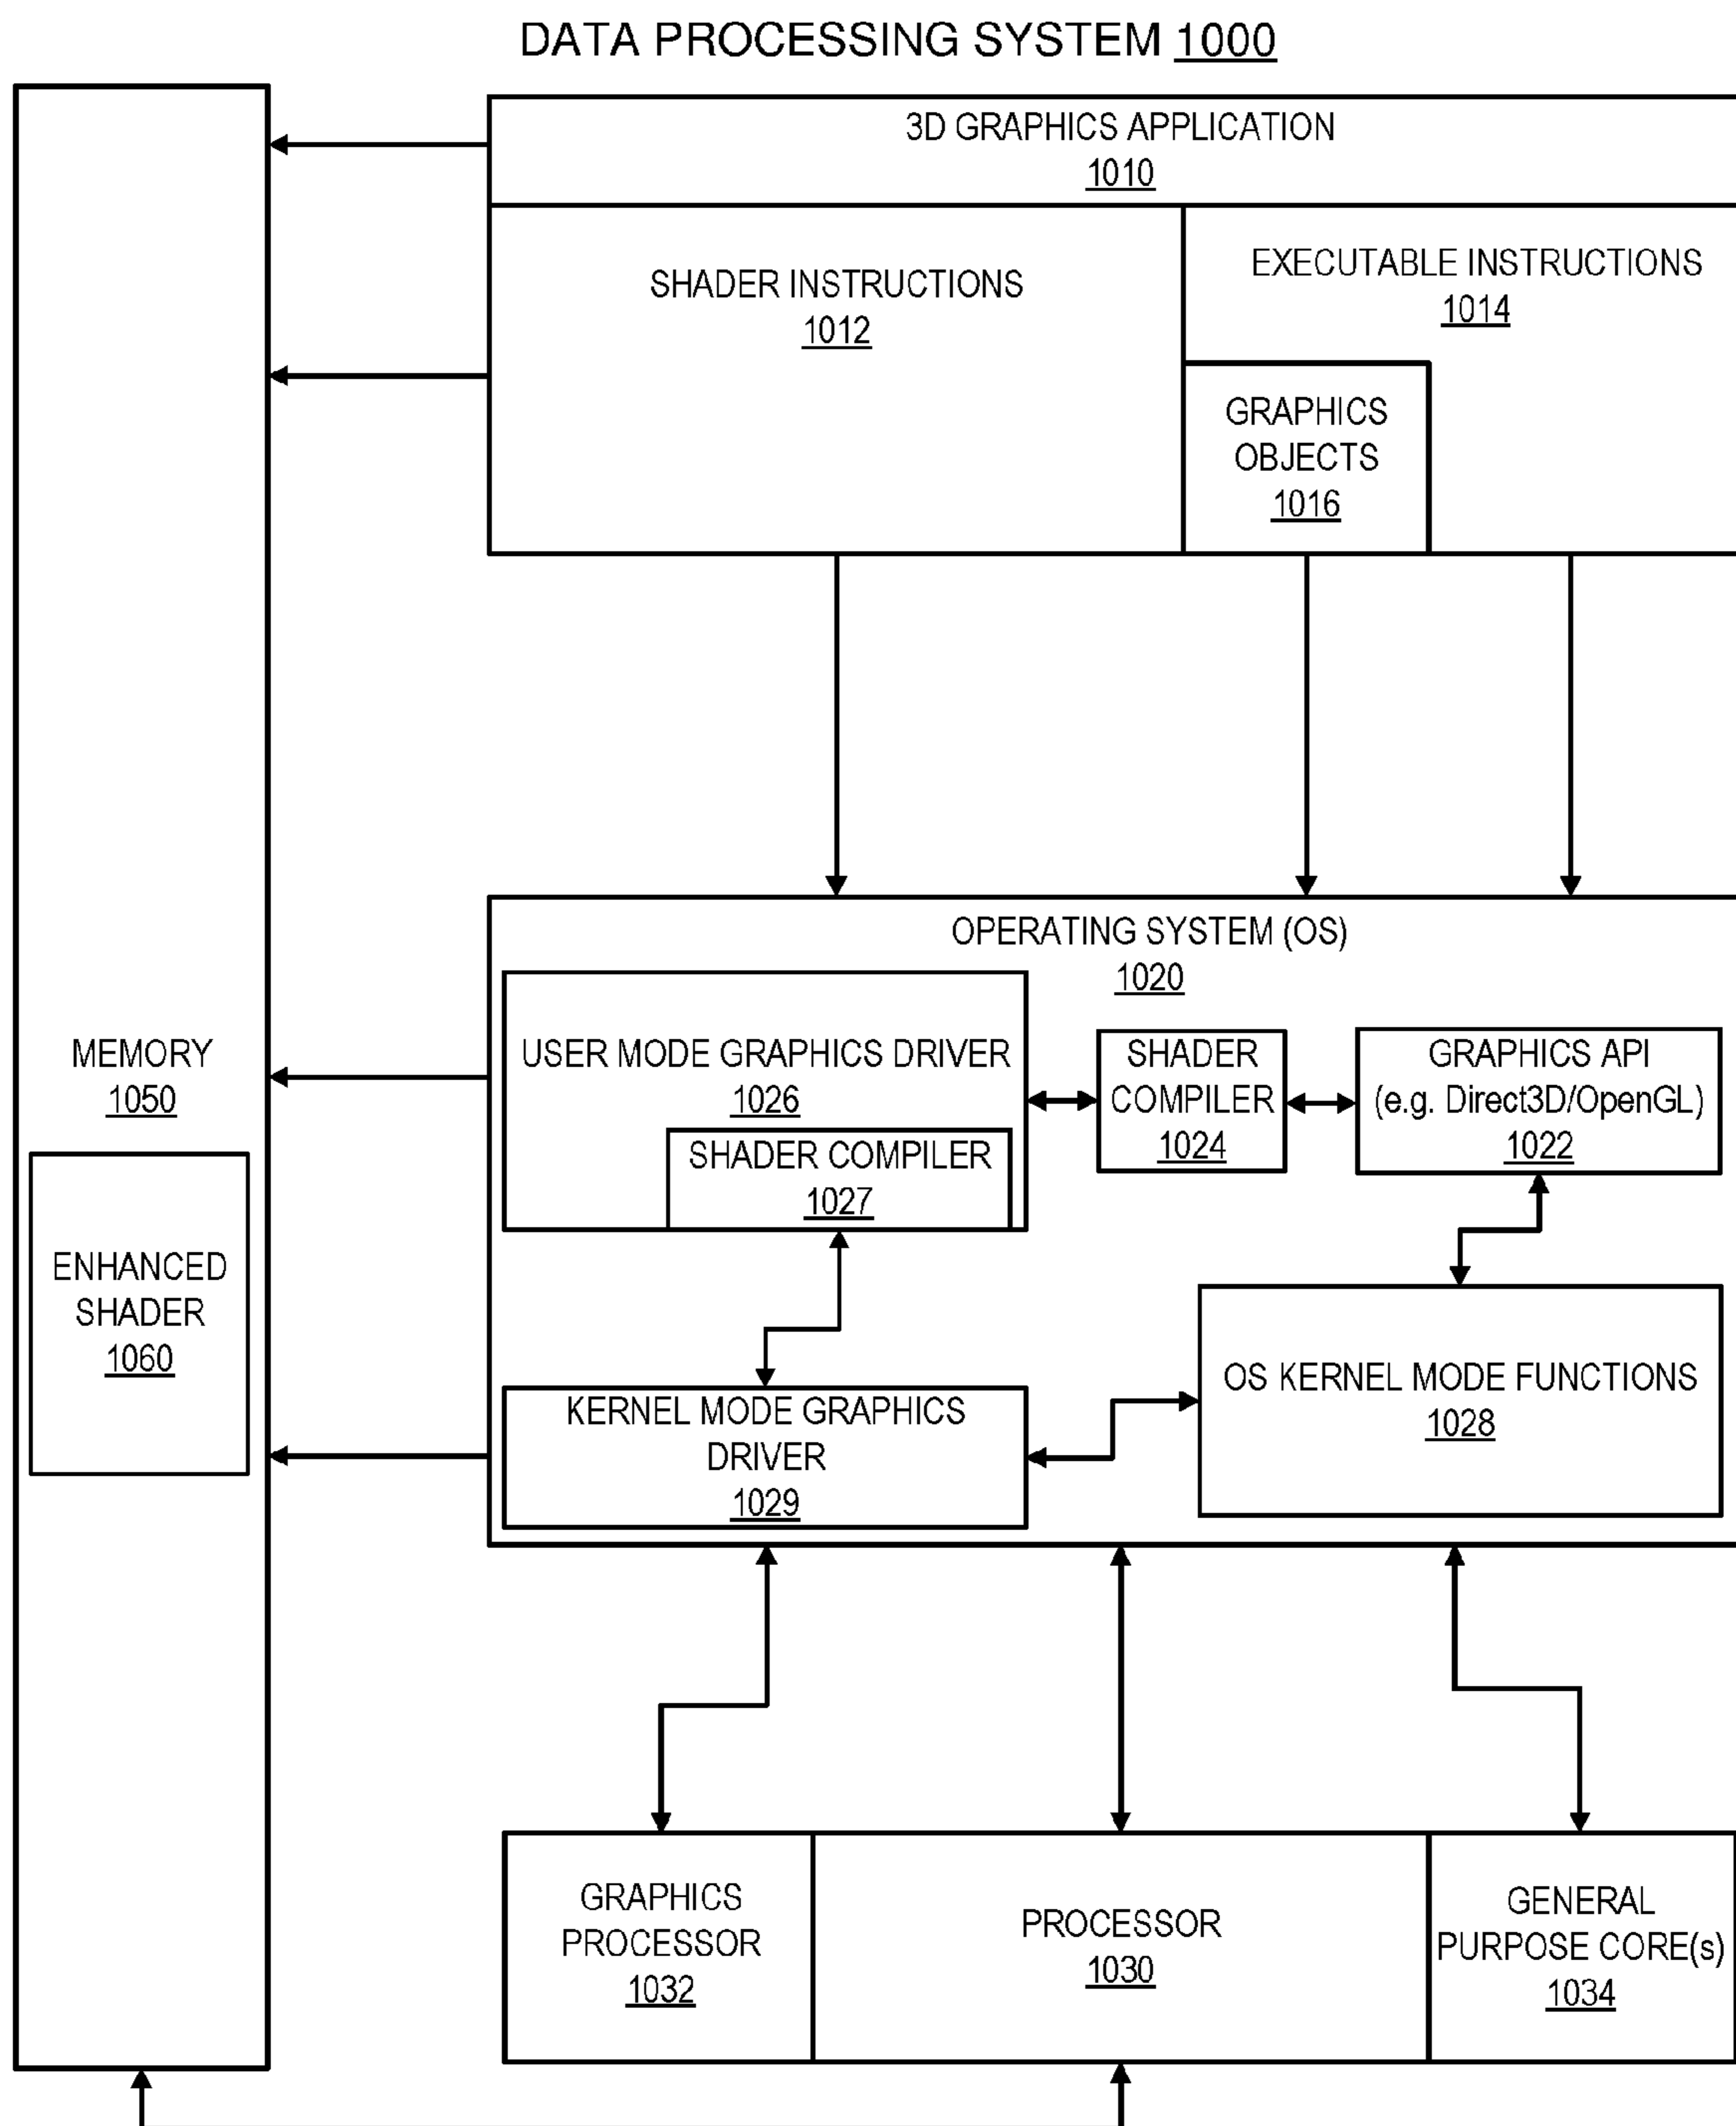 DATA PROCESSING SYSTEM 1000
3D GRAPHICS APPLICATION
1010
SHADER INSTRUCTIONS
1012
EXECUTABLE INSTRUCTIONS
1014
GRAPHICS
OBJECTS
1016
OPERATING SYSTEM (OS)
1020
USER MODE GRAPHICS DRIVER
1026
SHADER COMPILER
1027
SHADER
COMPILER
1024
GRAPHICS API
(e.g. Direct3D/OpenGL)
1022
MEMORY
1050
ENHANCED
SHADER
1060
KERNEL MODE GRAPHICS
DRIVER
1029
OS KERNEL MODE FUNCTIONS
1028
GRAPHICS
PROCESSOR
1032
PROCESSOR
1030
GENERAL
PURPOSE CORE(s)
1034